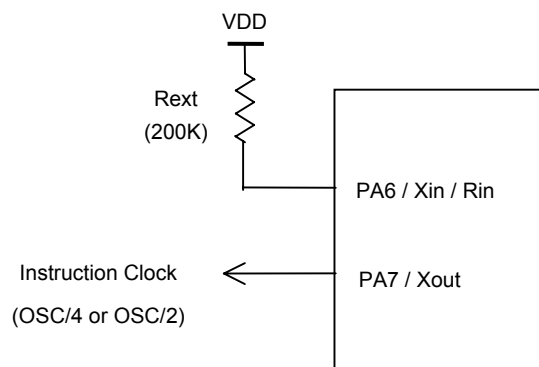 VDD
Rext
(200K)
PA6 / Xin / Rin
Instruction Clock
PA7 / Xout
(OSC/4 or OSC/2)